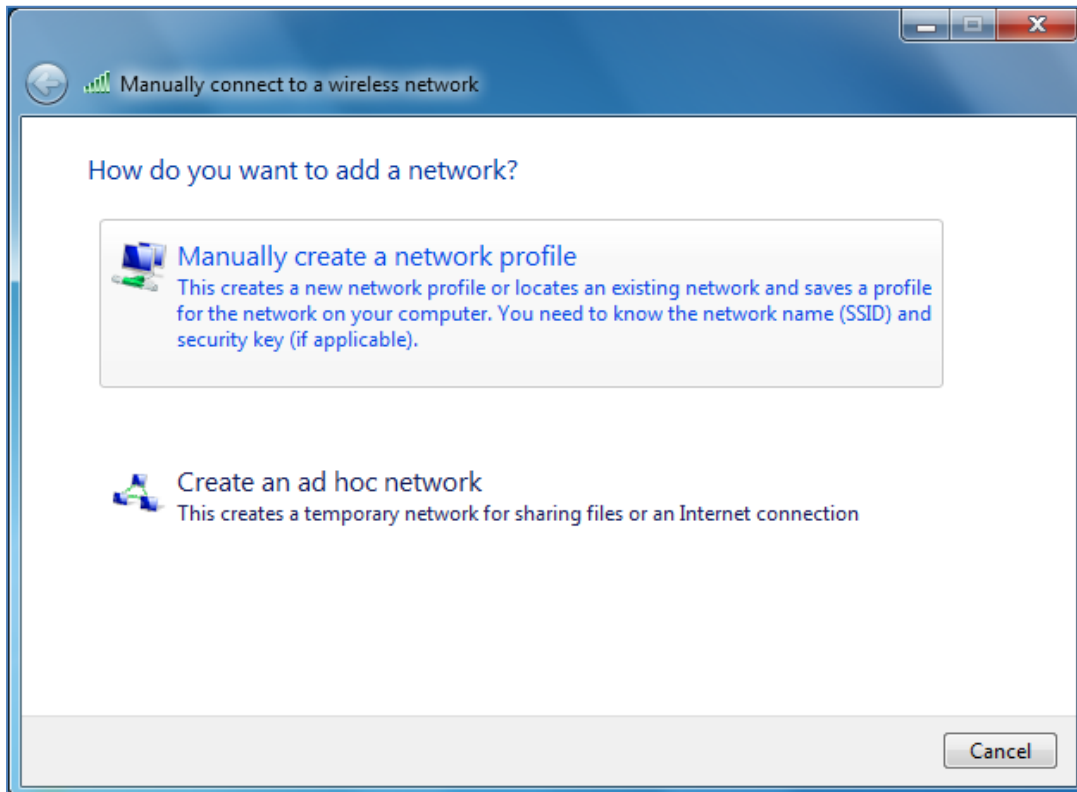 Manually connect to a wireless network
How do you want to add a network?
Manually create a network profile
This creates a new network profile or locates an existing network and saves a profile
for the network on your computer. You need to know the network name (SSID) and
security key (if applicable).
Create an ad hoc network
This creates a temporary network for sharing files or an Internet connection
Cancel